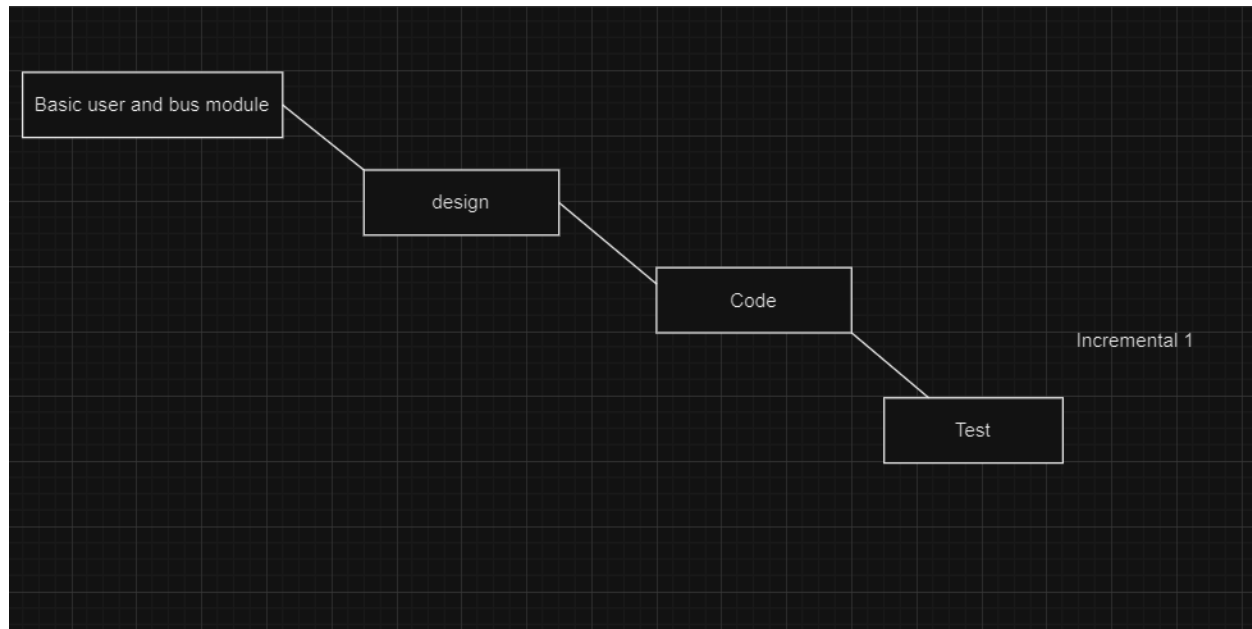 Basic user and bus module
design
Code
Incremental 1
Test